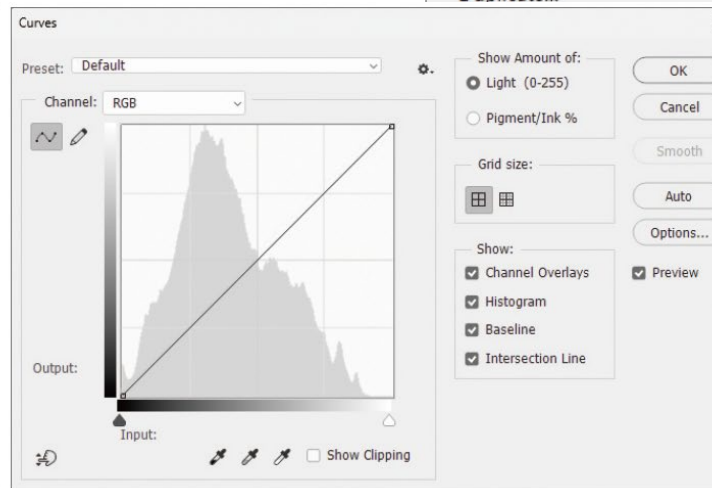 Curves
Preset: Default
Channel: RGB
Output:
Input:
Show Clipping
Show Amount of:
Light (0-255)
Pigment/Ink %
Grid size:
Show:
Channel Overlays
Histogram
Baseline
Intersection Line
OK
Cancel
Smooth
Auto
Options...
Preview